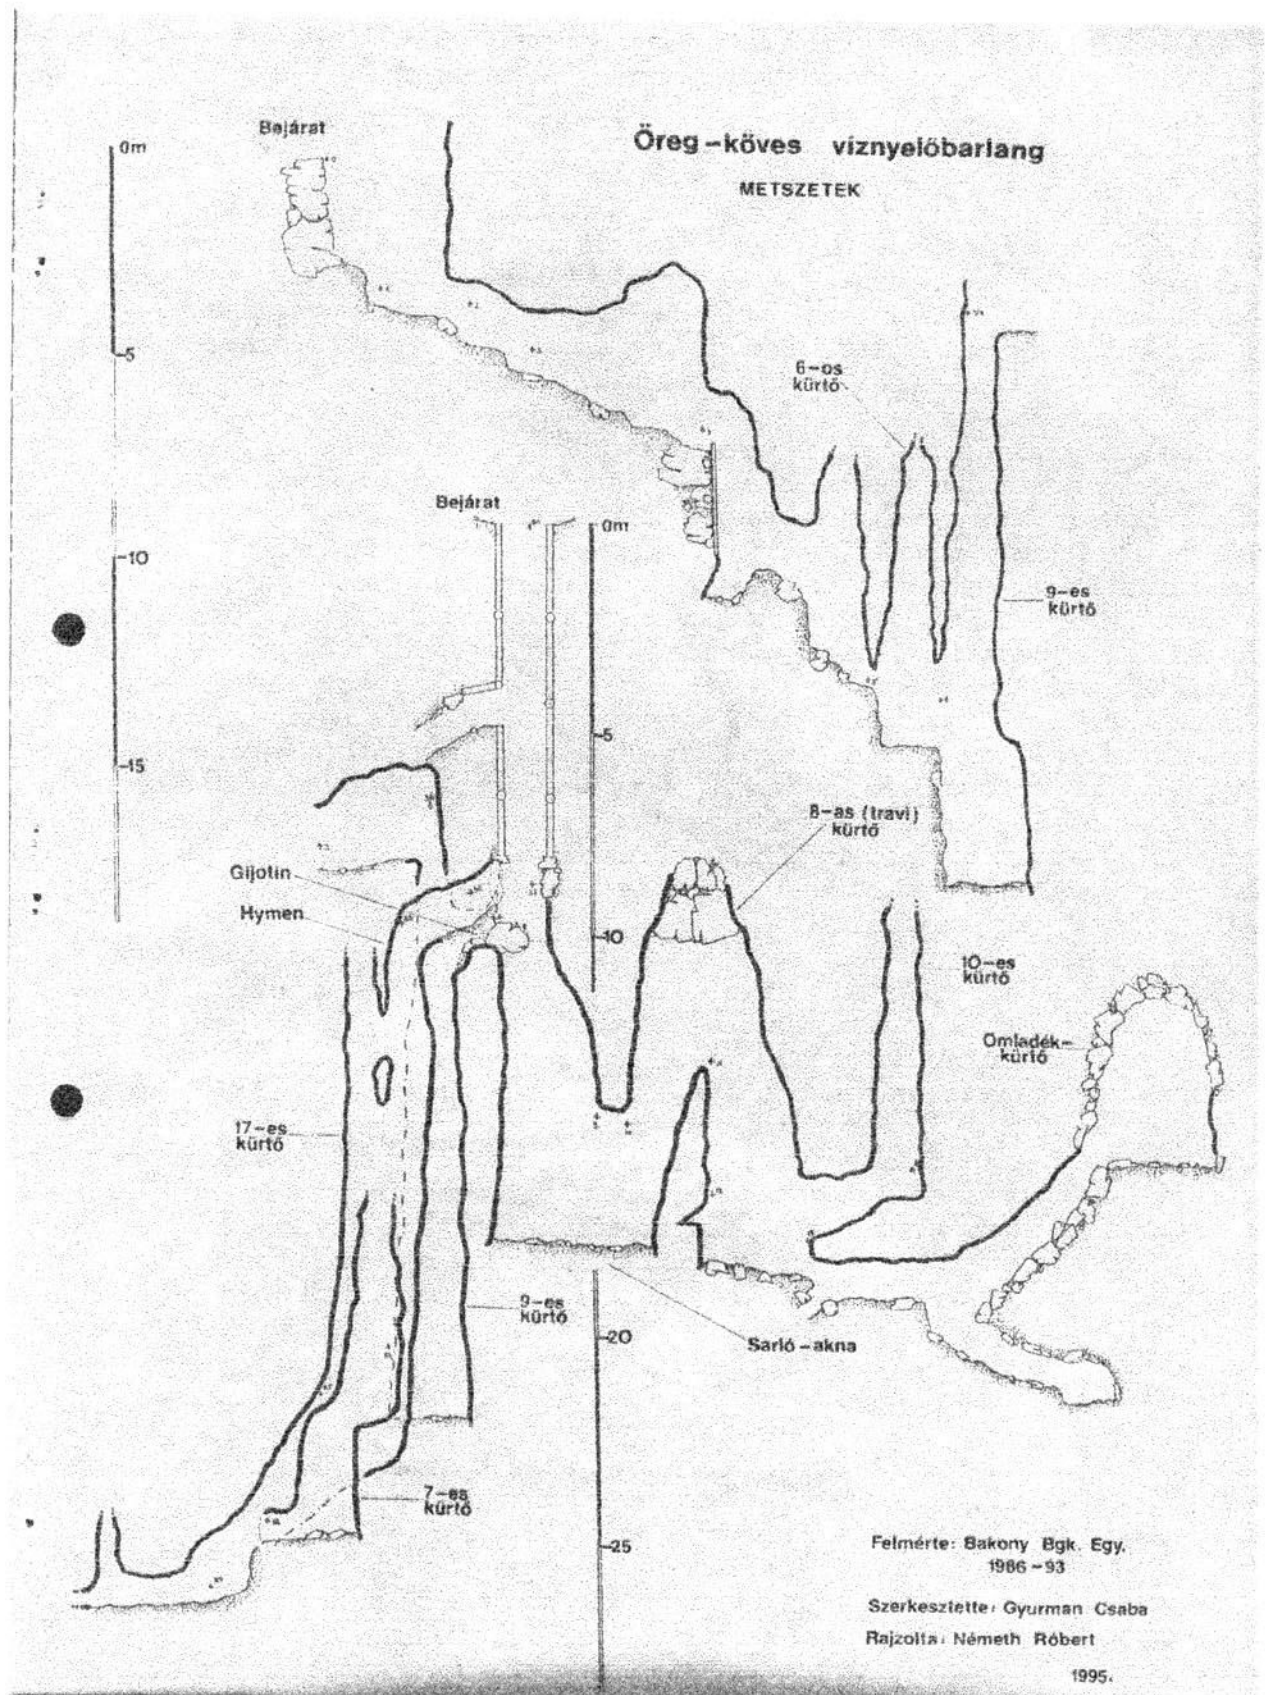 Öreg-köves víznyelőbarlang
METSZETEK
Bejárat
0m
-5
-10
-15
6-os
kürtő
9-es
kürtő
Bejárat
0m
-5
-10
-20
-25
8-as (travi)
kürtő
Gijotin
Hymen
10-es
kürtő
Omladék-
kürtő
17-es
kürtő
9-es
kürtő
Sarló-akna
7-es
kürtő
Felmérte: Bakony Bgk. Egy.
1986-93
Szerkesztette: Gyurman Csaba
Rajzolta: Németh Róbert
1995.